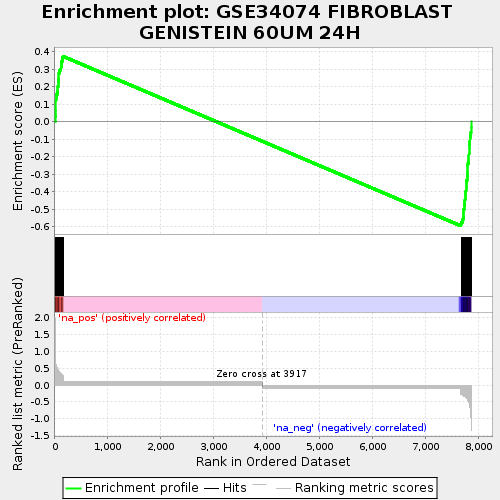 Enrichment plot: GSE34074 FIBROBLAST
GENISTEIN 60UM 24H
Enrichment score (ES)
0.4
0.3
0.2
0.1
0.0
-0.1
-0.2
-0.3
-0.4
-0.5
-0.6
'na_pos' (positively correlated)
Ranked list metric (PreRanked)
2.0
1.5
1.0
0.5
0.0
-0.5
-1.0
-1.5
Zero cross at 3917
'na_neg' (negatively correlated)
0 1,000 2,000 3,000 4,000 5,000 6,000 7,000 8,000
Rank in Ordered Dataset
Enrichment profile Hits Ranking metric scores